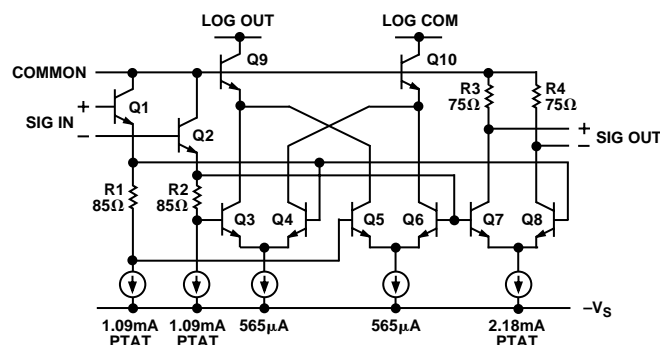 LOG OUT LOG COM
Q9 Q10
COMMON
R3
75Ω
R4
75Ω
Q1
+
SIG IN
−
Q2
+
SIG OUT
−
R1
85Ω
R2
85Ω
Q3 Q4 Q5 Q6 Q7 Q8
–VS
1.09mA
PTAT
1.09mA
PTAT
565μA
565μA
2.18mA
PTAT